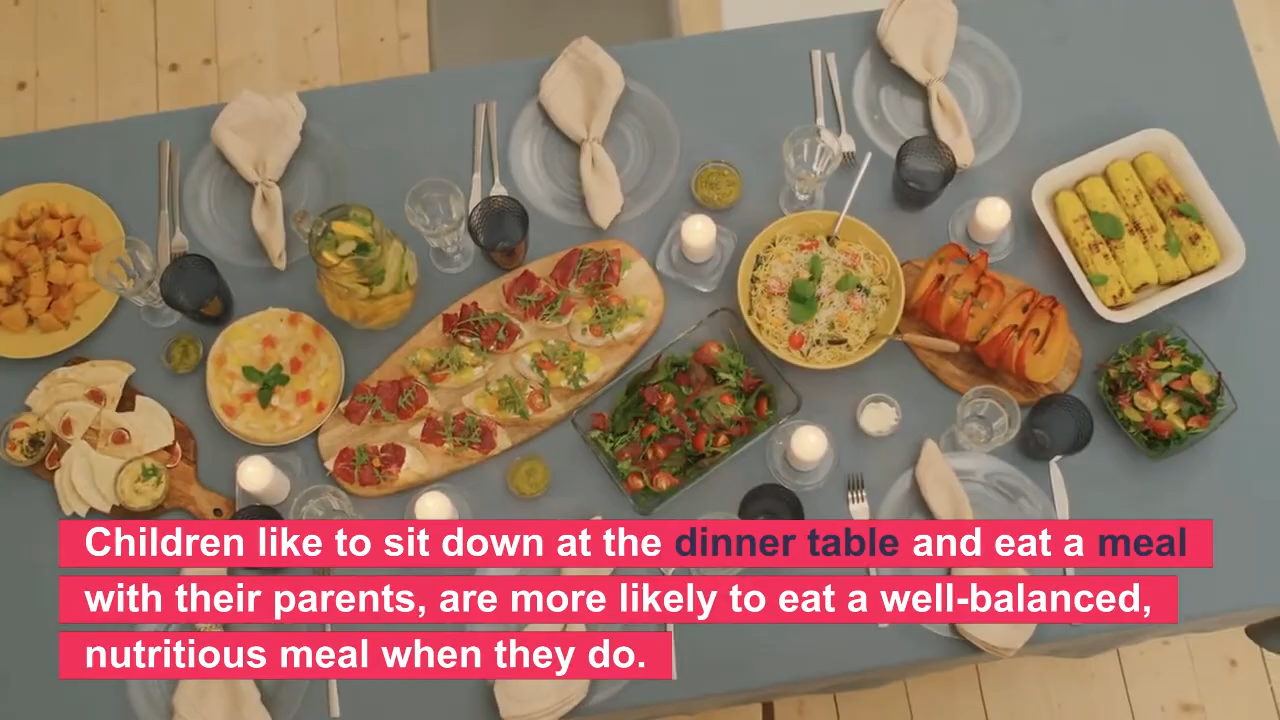 Children like to sit down at the dinner table and eat a meal
with their parents, are more likely to eat a well-balanced,
nutritious meal when they do.